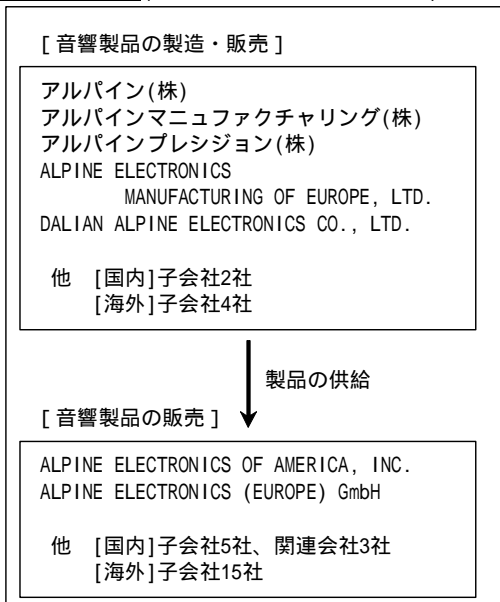 [音響製品の製造・販売]
アルパイン(株)
アルパインマニュファクチャリング(株)
アルパインプレシジョン(株)
ALPINE ELECTRONICS
MANUFACTURING OF EUROPE, LTD.
DALIAN ALPINE ELECTRONICS CO., LTD.
他 [国内]子会社2社
[海外]子会社4社
製品の供給
[音響製品の販売]
ALPINE ELECTRONICS OF AMERICA, INC.
ALPINE ELECTRONICS (EUROPE) GmbH
他 [国内]子会社5社、関連会社3社
[海外]子会社15社